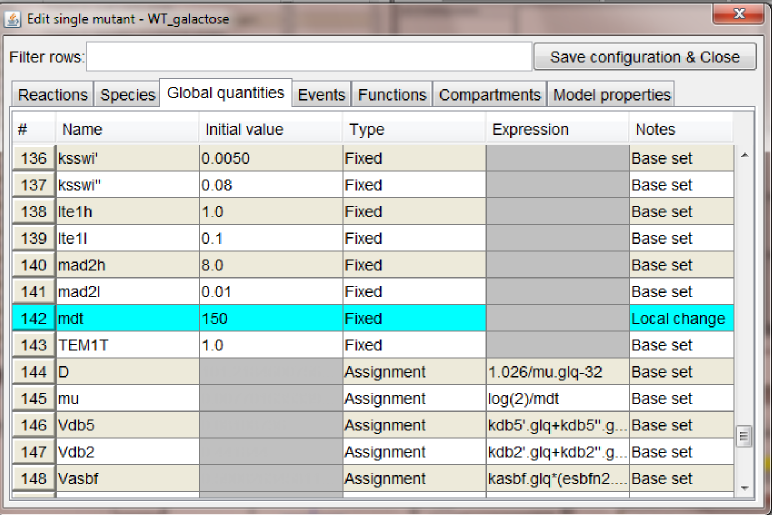 Edit single mutant - WT_galactose
Filter rows: Save configuration & Close
Reactions Species Global quantities Events Functions Compartments Model properties
# Name Initial value Type Expression Notes
136 ksswi' 0.0050 Fixed Base set
137 ksswi" 0.08 Fixed Base set
138 lte1h 1.0 Fixed Base set
139 lte1l 0.1 Fixed Base set
140 mad2h 8.0 Fixed Base set
141 mad2l 0.01 Fixed Base set
142 mdt 150 Fixed Local change
143 TEM1T 1.0 Fixed Base set
144 D Assignment 1.026/mu.glq-32 Base set
145 mu Assignment log(2)/mdt Base set
146 Vdb5 Assignment kdb5'.glq+kdb5".g... Base set
147 Vdb2 Assignment kdb2'.glq+kdb2".g... Base set
148 Vasbf Assignment kasbf.glq*(esbfn2.... Base set